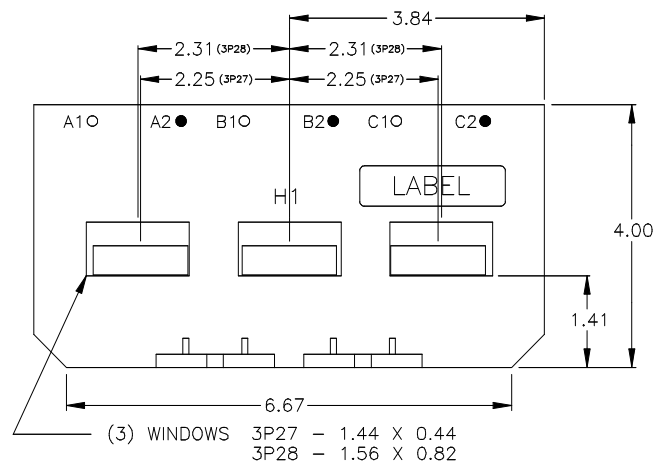 3.84
2.31 (3P28) 2.31 (3P28)
2.25 (3P27) 2.25 (3P27)
A1 A2 B1 B2 C1 C2
LABEL
H1
4.00
1.41
6.67
(3) WINDOWS 3P27 - 1.44 X 0.44
3P28 - 1.56 X 0.82